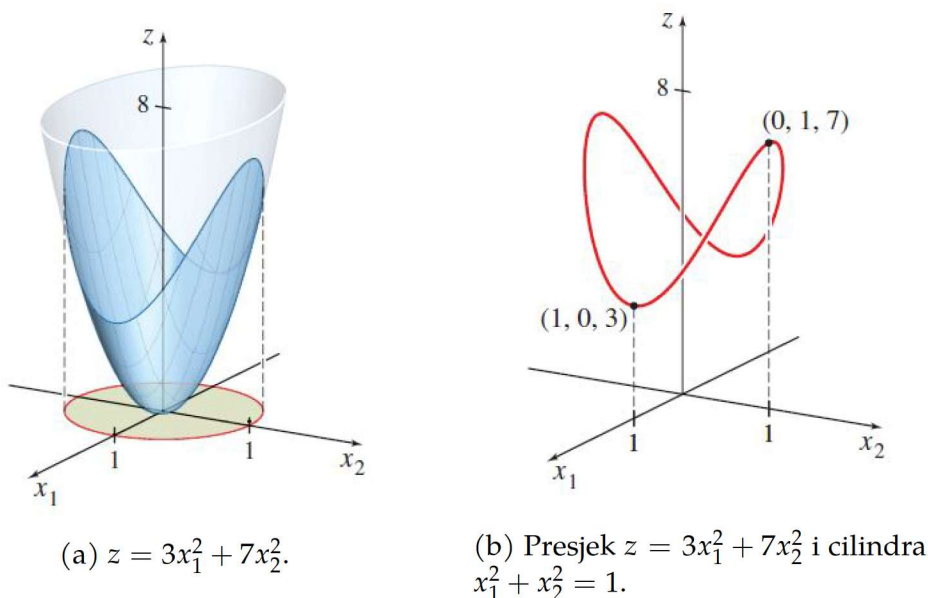 z
8
1
1
x₁
x₂
(a) z = 3x₁² + 7x₂².
z
8
(0, 1, 7)
(1, 0, 3)
1
1
x₁
x₂
(b) Presjek z = 3x₁² + 7x₂² i cilindra
x₁² + x₂² = 1.